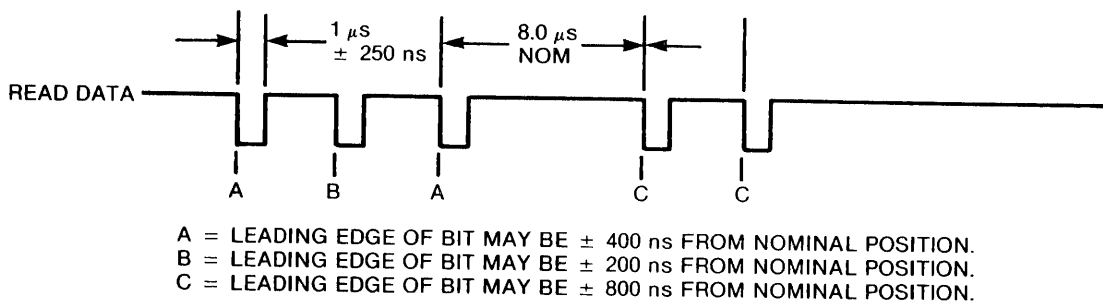 1 μs
± 250 ns
8.0 μs
NOM
READ DATA
A B A C C
A = LEADING EDGE OF BIT MAY BE ± 400 ns FROM NOMINAL POSITION.
B = LEADING EDGE OF BIT MAY BE ± 200 ns FROM NOMINAL POSITION.
C = LEADING EDGE OF BIT MAY BE ± 800 ns FROM NOMINAL POSITION.